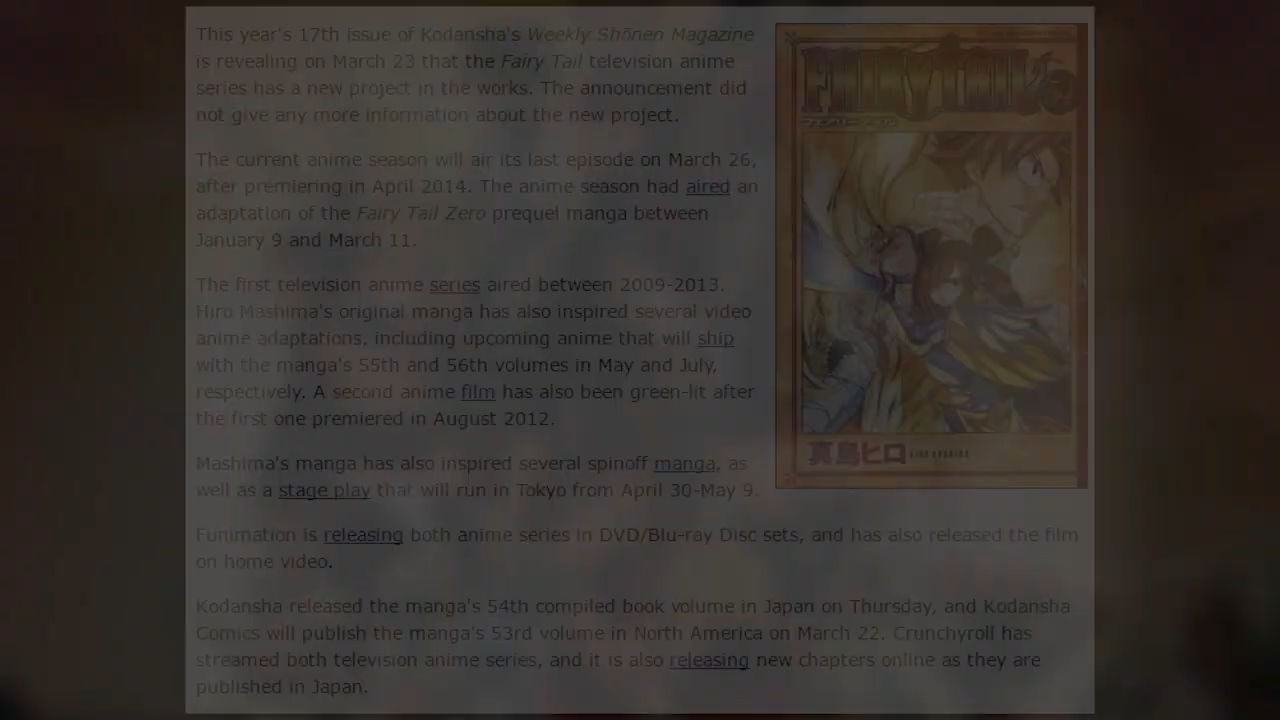 This year's 17th issue of Kodansha's Weekly Shōnen Magazine
is revealing on March 23 that the Fairy Tail television anime
series has a new project in the works. The announcement did
not give any more information about the new project.
The current anime season will air its last episode on March 26,
after premiering in April 2014. The anime season had aired an
adaptation of the Fairy Tail Zero prequel manga between
January 9 and March 11.
The first television anime series aired between 2009-2013.
Hiro Mashima's original manga has also inspired several video
anime adaptations, including upcoming anime that will ship
with the manga's 55th and 56th volumes in May and July,
respectively. A second anime film has also been green-lit after
the first one premiered in August 2012.
Mashima's manga has also inspired several spinoff manga, as
well as a stage play that will run in Tokyo from April 30-May 9.
Funimation is releasing both anime series in DVD/Blu-ray Disc sets, and has also released the film
on home video.
Kodansha released the manga's 54th compiled book volume in Japan on Thursday, and Kodansha
Comics will publish the manga's 53rd volume in North America on March 22. Crunchyroll has
streamed both television anime series, and it is also releasing new chapters online as they are
published in Japan.
FAIRY TAIL
フェアリーテイル
真島ヒロ HIRO MASHIMA